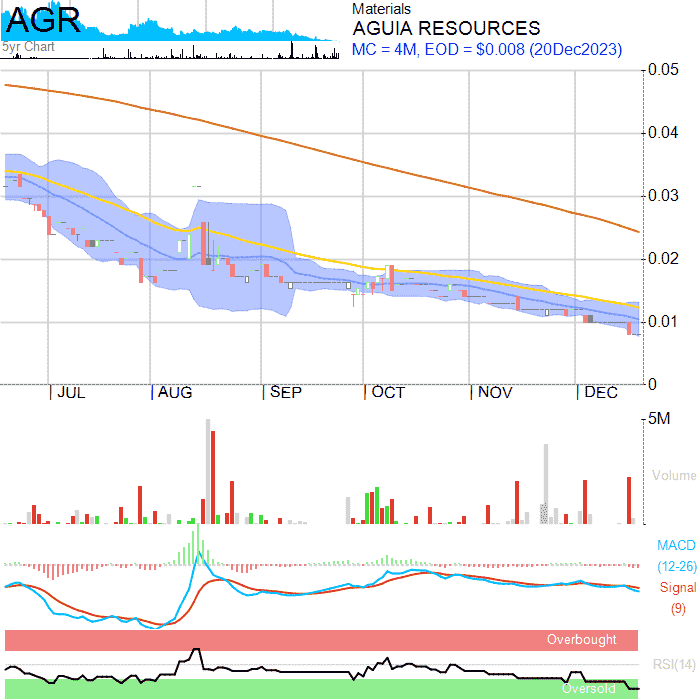 AGR
5yr Chart
Materials
AGUIA RESOURCES
MC = 4M, EOD = $0.008 (20Dec2023)
0.05
0.04
0.03
0.02
0.01
0
JUL AUG SEP OCT NOV DEC
5M
Volume
MACD
(12-26)
Signal
(9)
Overbought
RSI(14)
Oversold